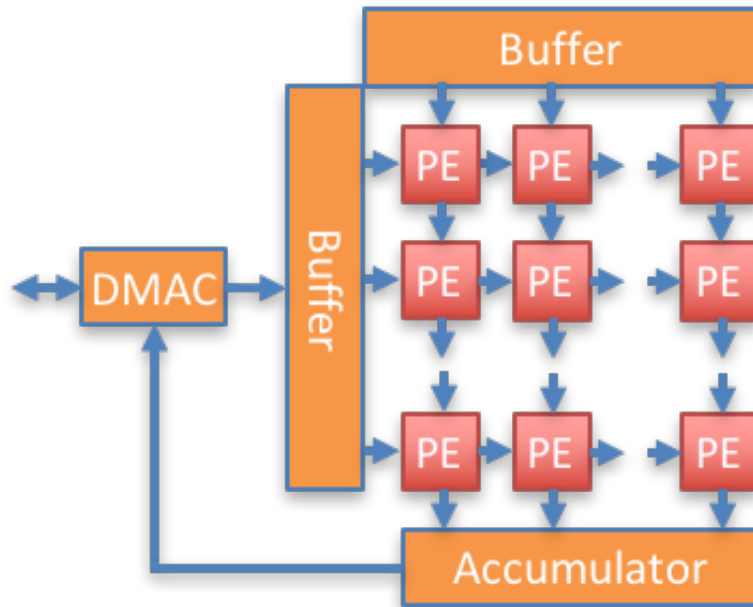 Buffer
PE PE PE
Buffer
DMAC
PE PE PE
PE PE PE
Accumulator